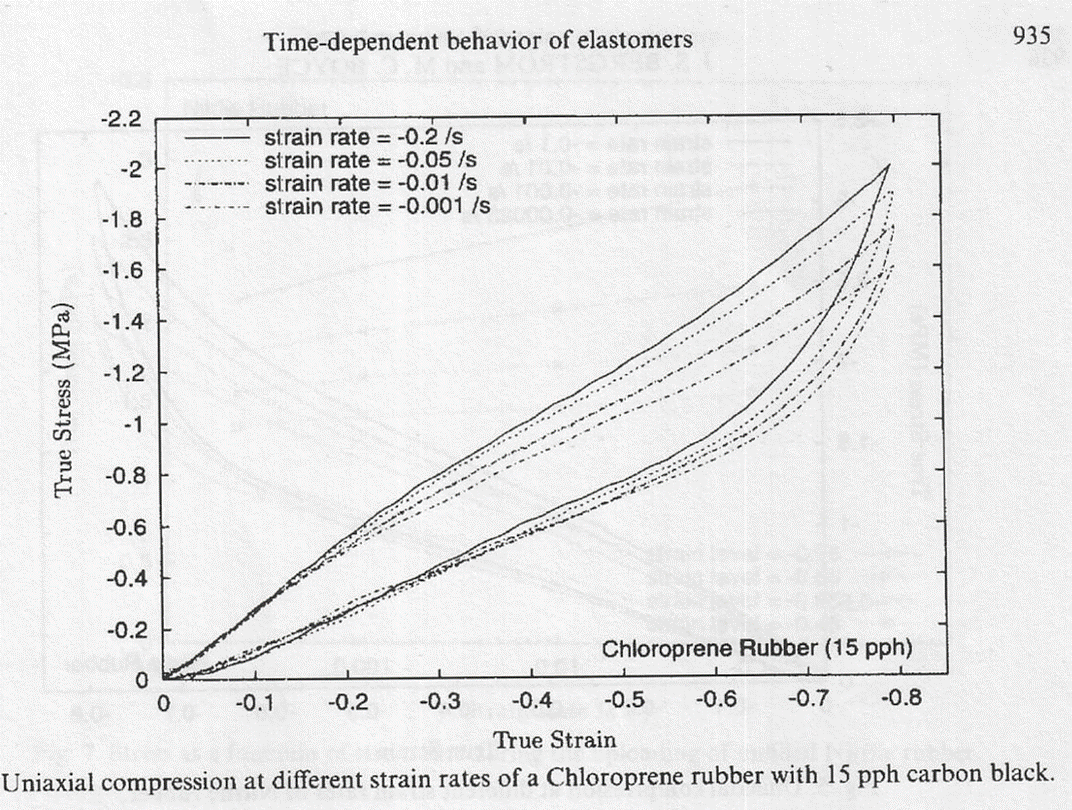 Time-dependent behavior of elastomers 935
-2.2
-2
-1.8
-1.6
-1.4
-1.2
-1
-0.8
-0.6
-0.4
-0.2
0
True Stress (MPa)
strain rate = -0.2 /s
strain rate = -0.05 /s
strain rate = -0.01 /s
strain rate = -0.001 /s
Chloroprene Rubber (15 pph)
0 -0.1 -0.2 -0.3 -0.4 -0.5 -0.6 -0.7 -0.8
True Strain
Uniaxial compression at different strain rates of a Chloroprene rubber with 15 pph carbon black.